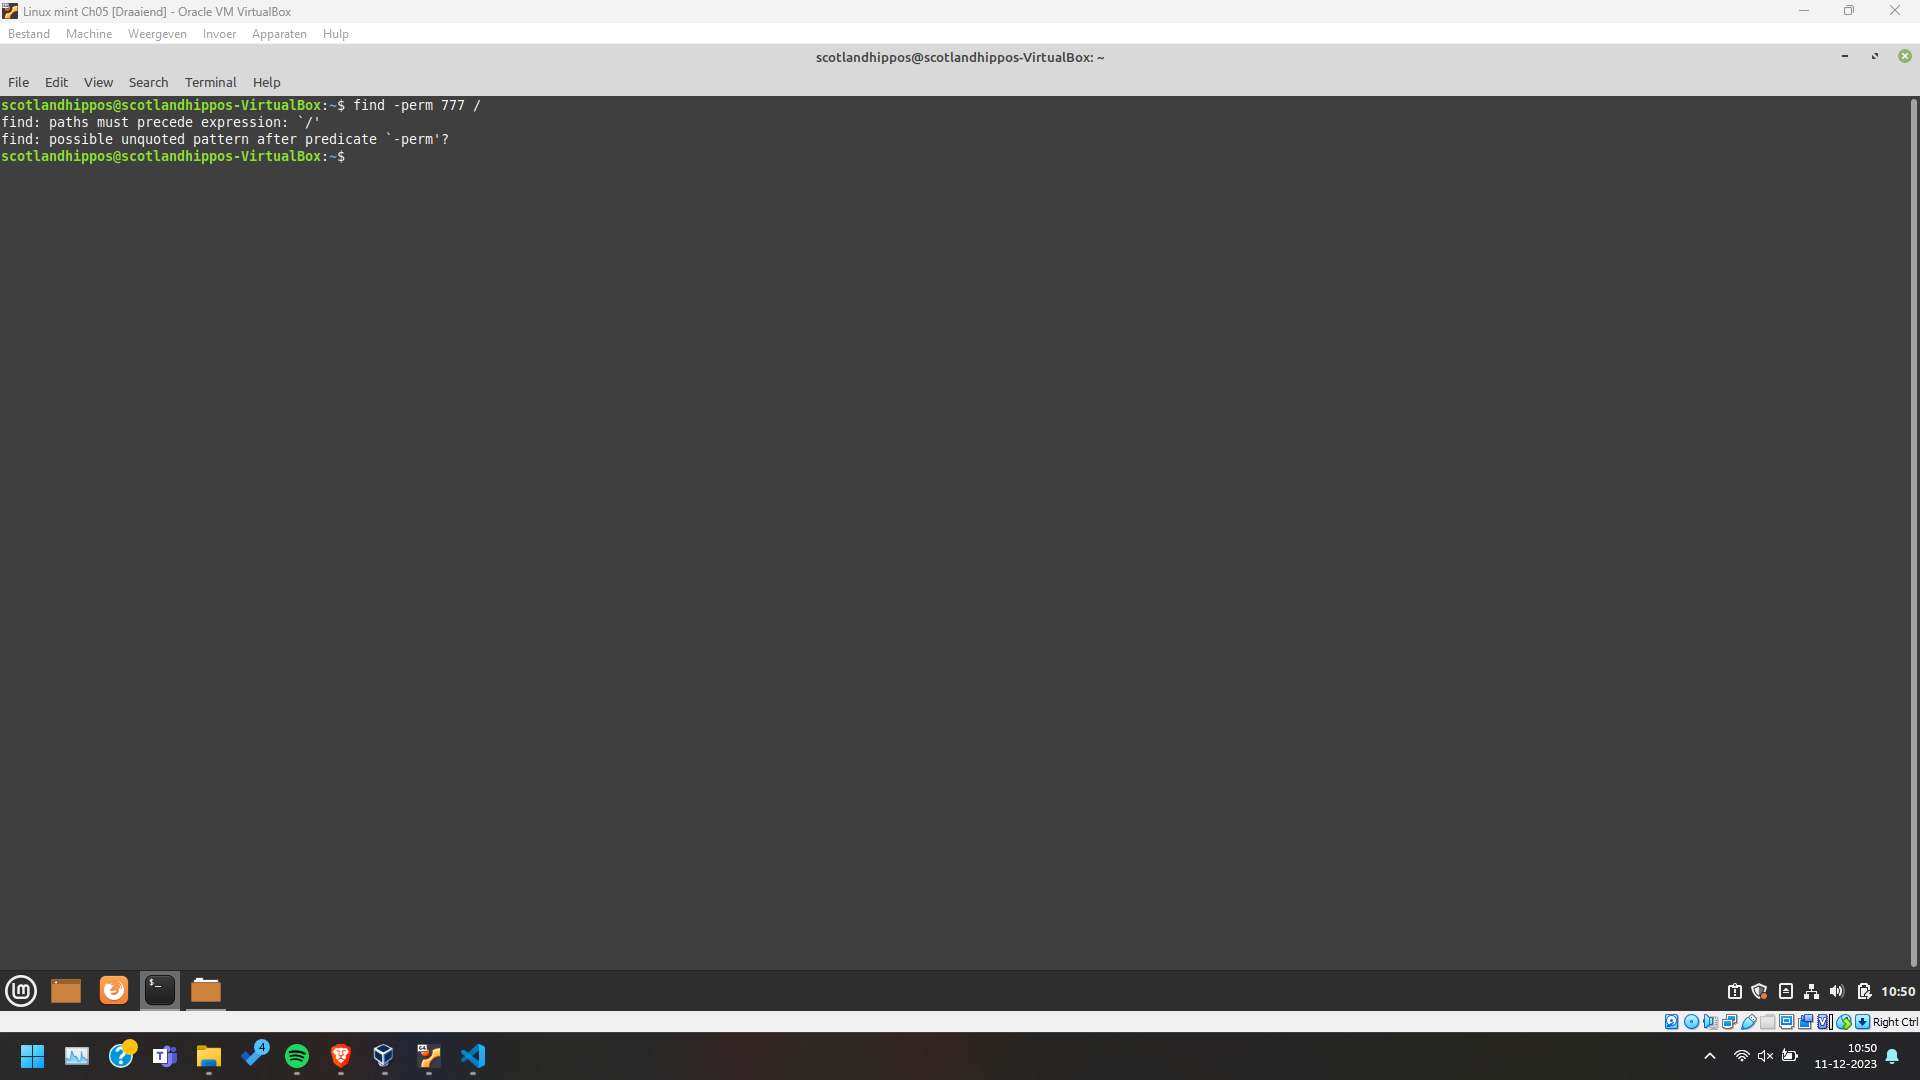 Linux mint Ch05 [Draaiend] - Oracle VM VirtualBox
Bestand Machine Weergeven Invoer Apparaten Hulp
scotlandhippos@scotlandhippos-VirtualBox: ~
File Edit View Search Terminal Help
scotlandhippos@scotlandhippos-VirtualBox:~$ find -perm 777 /
find: paths must precede expression: `/'
find: possible unquoted pattern after predicate `-perm'?
scotlandhippos@scotlandhippos-VirtualBox:~$
10:50
Right Ctrl
4
10:50
11-12-2023